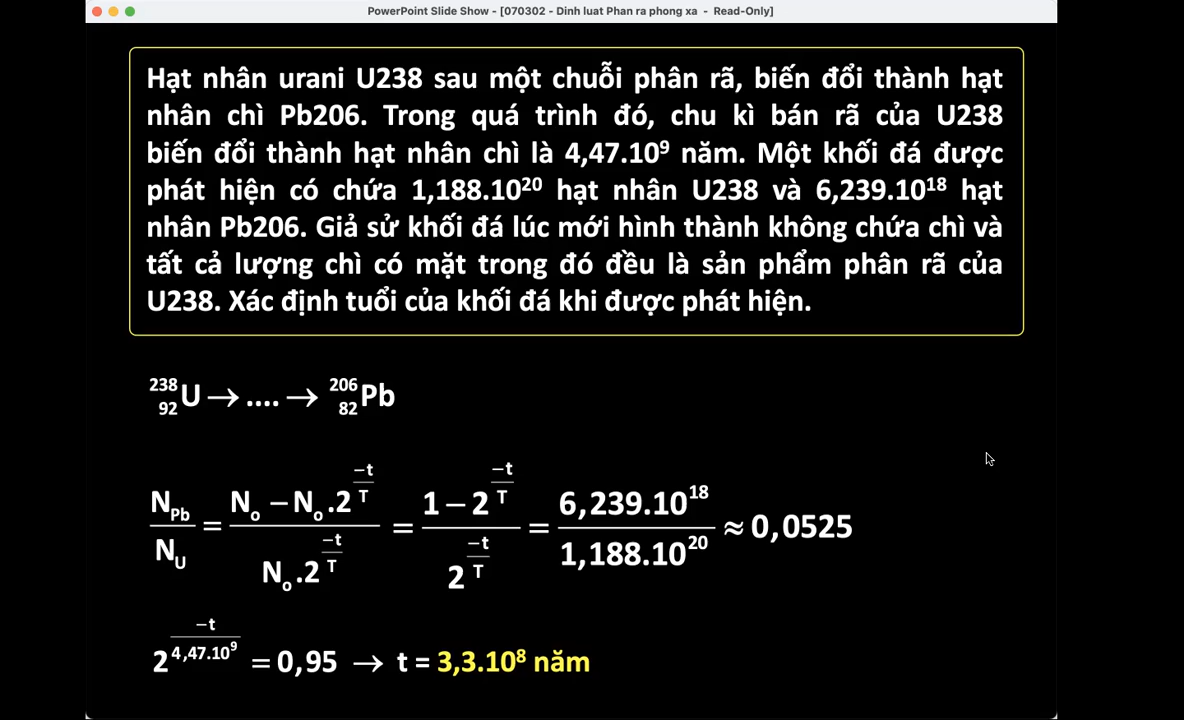 PowerPoint Slide Show - [070302 - Dinh luat Phan ra phong xa - Read-Only]
Hạt nhân urani U238 sau một chuỗi phân rã, biến đổi thành hạt
nhân chì Pb206. Trong quá trình đó, chu kì bán rã của U238
biến đổi thành hạt nhân chì là 4,47.10⁹ năm. Một khối đá được
phát hiện có chứa 1,188.10²⁰ hạt nhân U238 và 6,239.10¹⁸ hạt
nhân Pb206. Giả sử khối đá lúc mới hình thành không chứa chì và
tất cả lượng chì có mặt trong đó đều là sản phẩm phân rã của
U238. Xác định tuổi của khối đá khi được phát hiện.
²³⁸₉₂U → .... → ²⁰⁶₈₂Pb
N_Pb / N_U = (N_o − N_o.2^(−t/T)) / (N_o.2^(−t/T)) = (1 − 2^(−t/T)) / 2^(−t/T) = 6,239.10¹⁸ / 1,188.10²⁰ ≈ 0,0525
2^(−t/4,47.10⁹) = 0,95 → t = 3,3.10⁸ năm